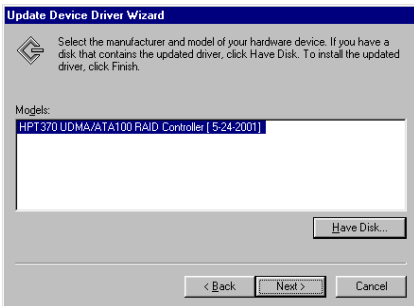 Update Device Driver Wizard
Select the manufacturer and model of your hardware device. If you have a
disk that contains the updated driver, click Have Disk. To install the updated
driver, click Finish.
Models:
HPT370 UDMA/ATA100 RAID Controller [ 5-24-2001]
Have Disk...
< Back
Next >
Cancel